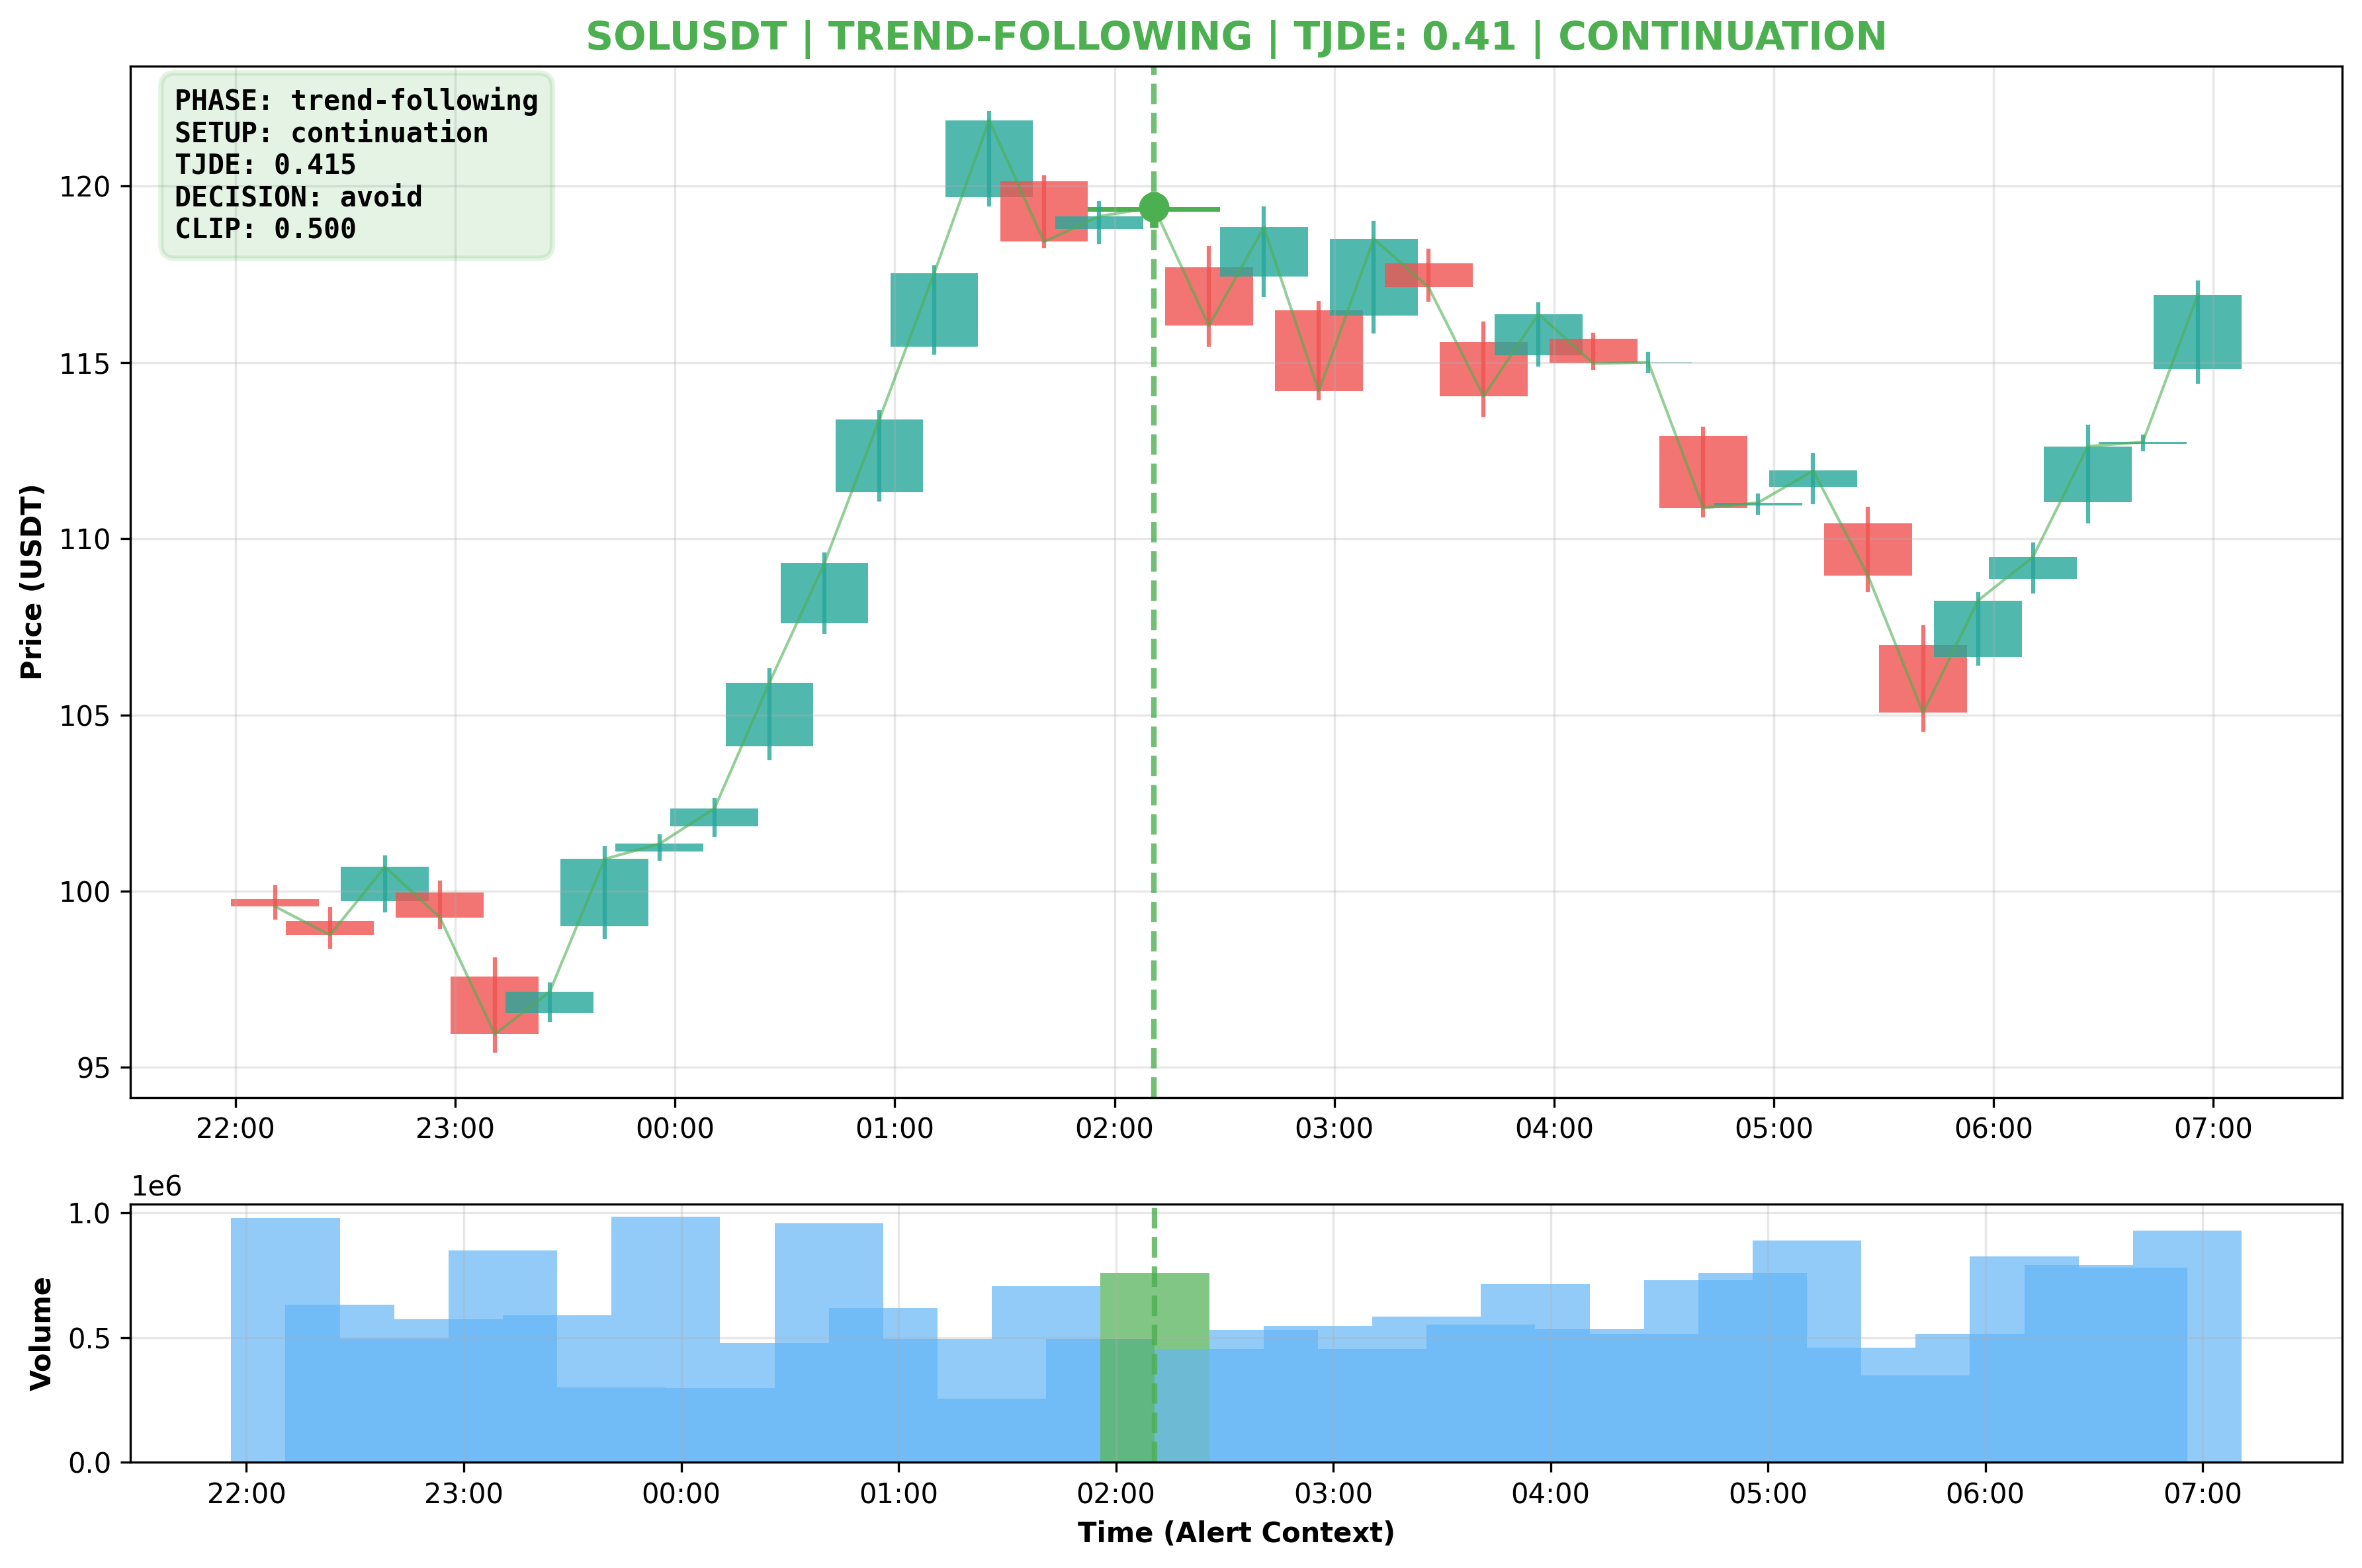 SOLUSDT | TREND-FOLLOWING | TJDE: 0.41 | CONTINUATION
PHASE: trend-following
SETUP: continuation
TJDE: 0.415
DECISION: avoid
CLIP: 0.500
Price (USDT)
120
115
110
105
100
95
22:00 23:00 00:00 01:00 02:00 03:00 04:00 05:00 06:00 07:00
1e6
Volume
1.0
0.5
0.0
22:00 23:00 00:00 01:00 02:00 03:00 04:00 05:00 06:00 07:00
Time (Alert Context)